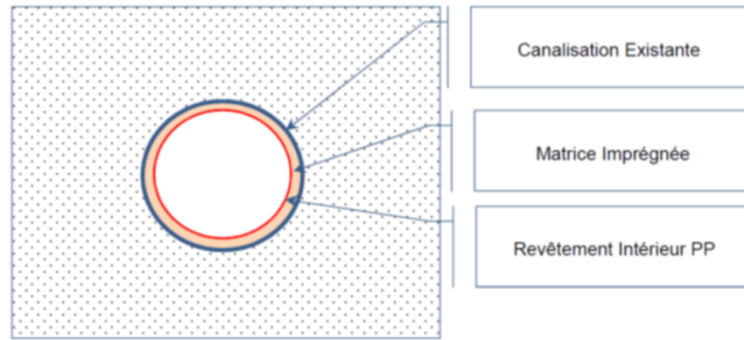 Canalisation Existante
Matrice Imprégnée
Revêtement Intérieur PP